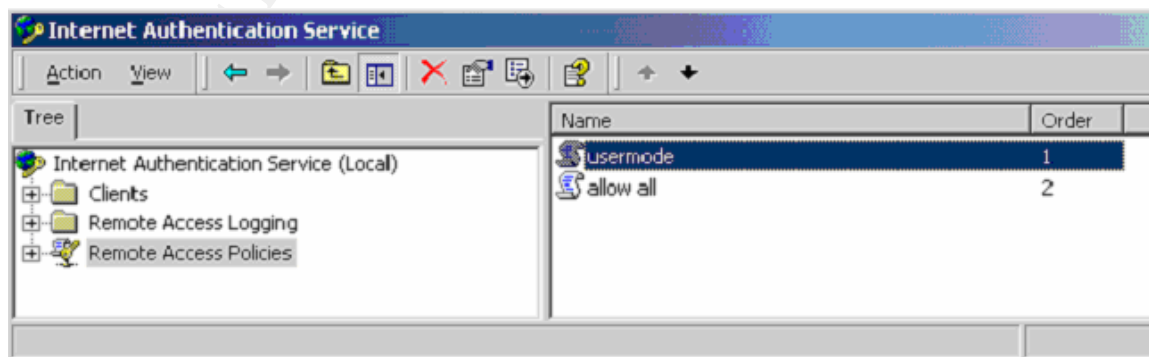 Internet Authentication Service
Action View
Tree
Name Order
Internet Authentication Service (Local)
Clients
Remote Access Logging
Remote Access Policies
usermode 1
allow all 2